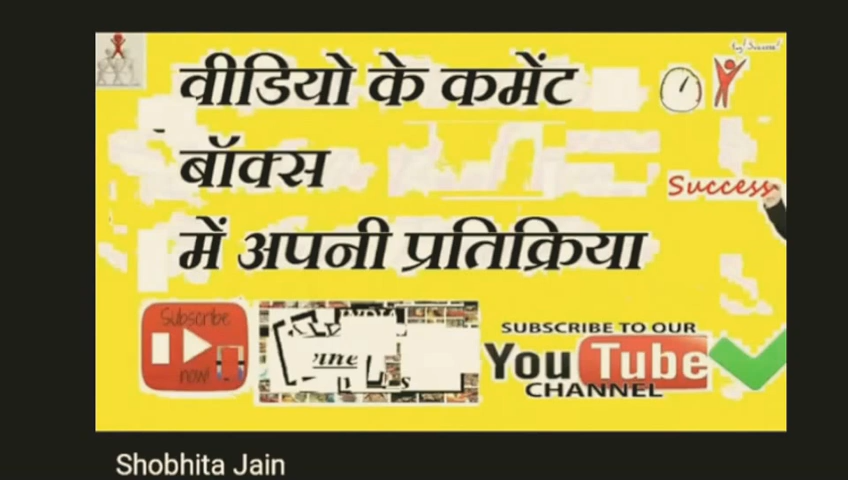 वीडियो के कमेंट
बॉक्स
Success
में अपनी प्रतिक्रिया
Subscribe
now!
SUBSCRIBE TO OUR
YouTube
CHANNEL
Shobhita Jain